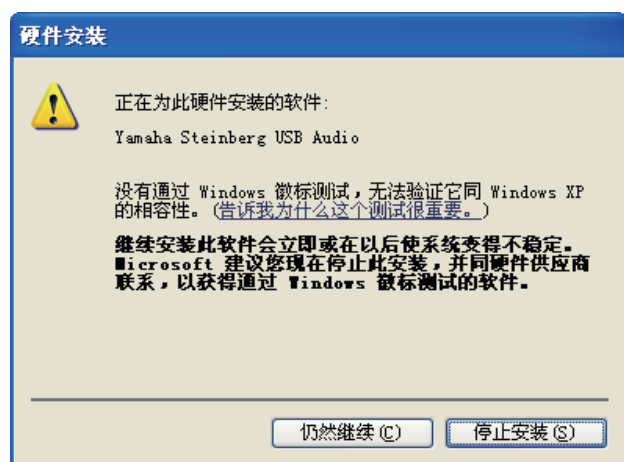 硬件安装
正在为此硬件安装的软件:
Yamaha Steinberg USB Audio
没有通过 Windows 徽标测试，无法验证它同 Windows XP
的相容性。(告诉我为什么这个测试很重要。)
继续安装此软件会立即或在以后使系统变得不稳定。
Microsoft 建议您现在停止此安装，并同硬件供应商
联系，以获得通过 Windows 徽标测试的软件。
仍然继续(C)
停止安装(S)